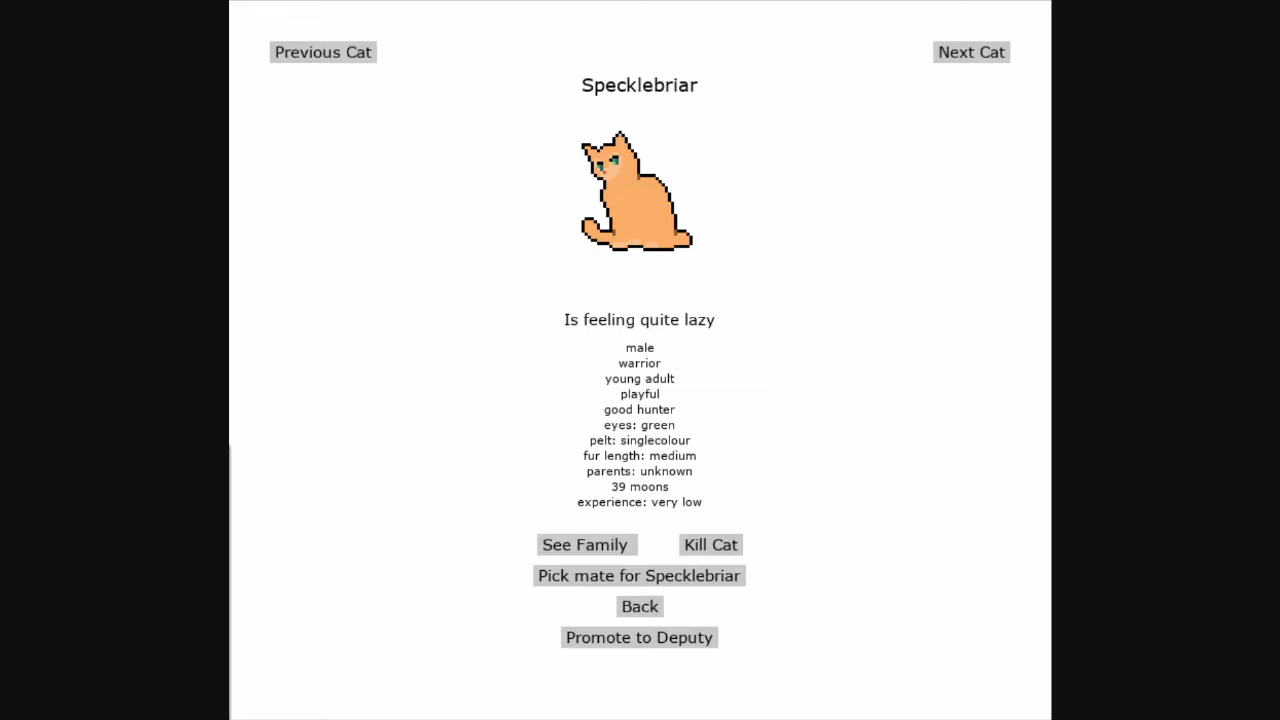 Previous Cat
Next Cat
Specklebriar
Is feeling quite lazy
male
warrior
young adult
playful
good hunter
eyes: green
pelt: singlecolour
fur length: medium
parents: unknown
39 moons
experience: very low
See Family
Kill Cat
Pick mate for Specklebriar
Back
Promote to Deputy